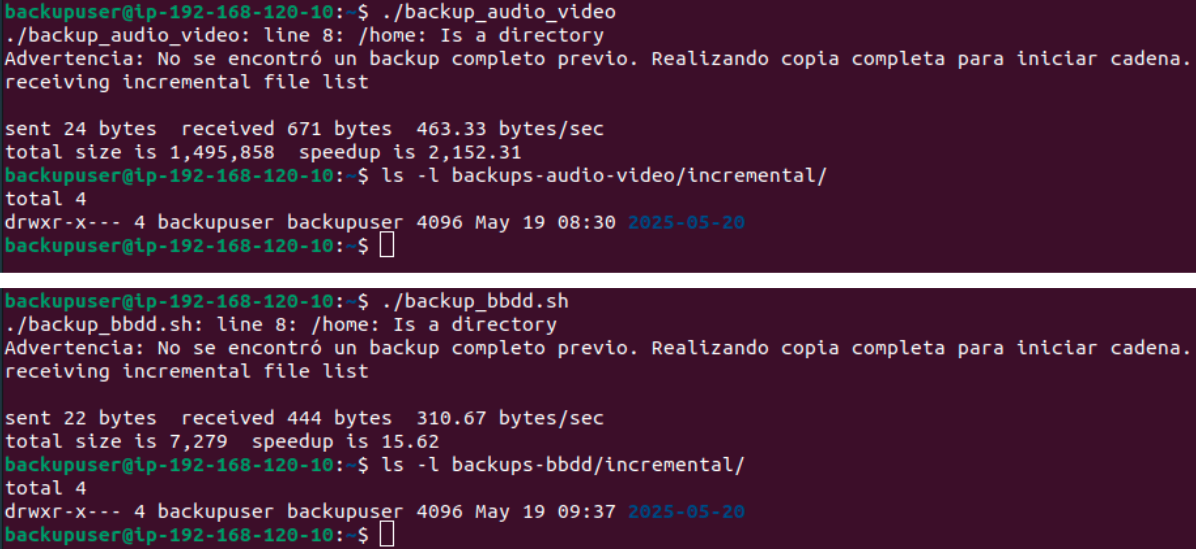 backupuser@ip-192-168-120-10:~$ ./backup_audio_video
./backup_audio_video: line 8: /home: Is a directory
Advertencia: No se encontró un backup completo previo. Realizando copia completa para iniciar cadena.
receiving incremental file list
sent 24 bytes  received 671 bytes  463.33 bytes/sec
total size is 1,495,858  speedup is 2,152.31
backupuser@ip-192-168-120-10:~$ ls -l backups-audio-video/incremental/
total 4
drwxr-x--- 4 backupuser backupuser 4096 May 19 08:30 2025-05-20
backupuser@ip-192-168-120-10:~$
backupuser@ip-192-168-120-10:~$ ./backup_bbdd.sh
./backup_bbdd.sh: line 8: /home: Is a directory
Advertencia: No se encontró un backup completo previo. Realizando copia completa para iniciar cadena.
receiving incremental file list
sent 22 bytes  received 444 bytes  310.67 bytes/sec
total size is 7,279  speedup is 15.62
backupuser@ip-192-168-120-10:~$ ls -l backups-bbdd/incremental/
total 4
drwxr-x--- 4 backupuser backupuser 4096 May 19 09:37 2025-05-20
backupuser@ip-192-168-120-10:~$